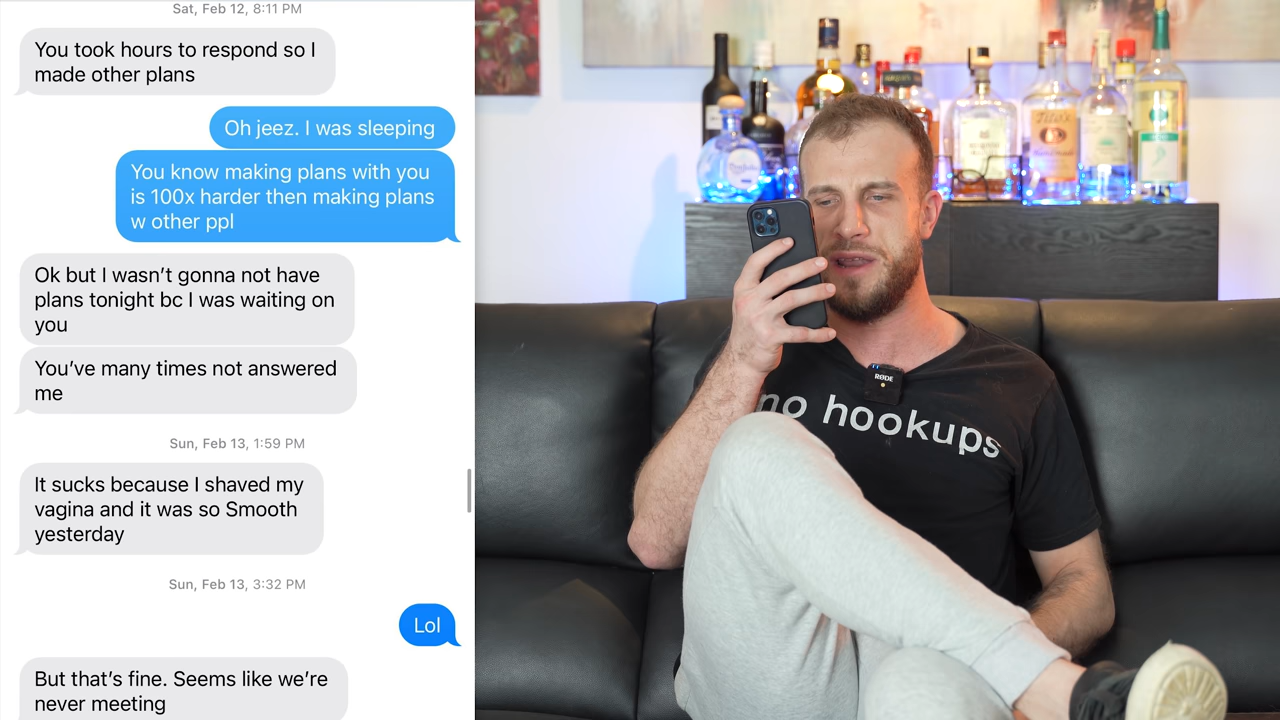 Sat, Feb 12, 8:11 PM
You took hours to respond so I
made other plans
Oh jeez. I was sleeping
You know making plans with you
is 100x harder then making plans
w other ppl
Ok but I wasn't gonna not have
plans tonight bc I was waiting on
you
You've many times not answered
me
Sun, Feb 13, 1:59 PM
It sucks because I shaved my
vagina and it was so Smooth
yesterday
Sun, Feb 13, 3:32 PM
Lol
But that's fine. Seems like we're
never meeting
Tito's
RØDE
no hookups